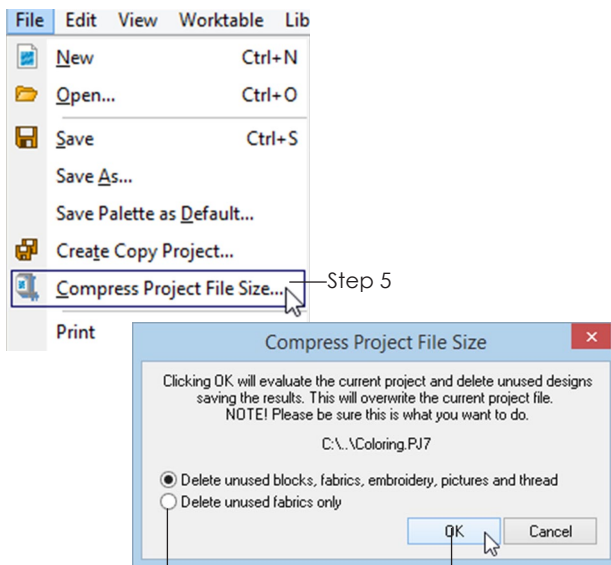 File Edit View Worktable Lib
New Ctrl+N
Open... Ctrl+O
Save Ctrl+S
Save As...
Save Palette as Default...
Create Copy Project...
Compress Project File Size... Step 5
Print
Compress Project File Size
Clicking OK will evaluate the current project and delete unused designs
saving the results. This will overwrite the current project file.
NOTE! Please be sure this is what you want to do.
C:\..\Coloring.PJ7
Delete unused blocks, fabrics, embroidery, pictures and thread
Delete unused fabrics only
OK Cancel